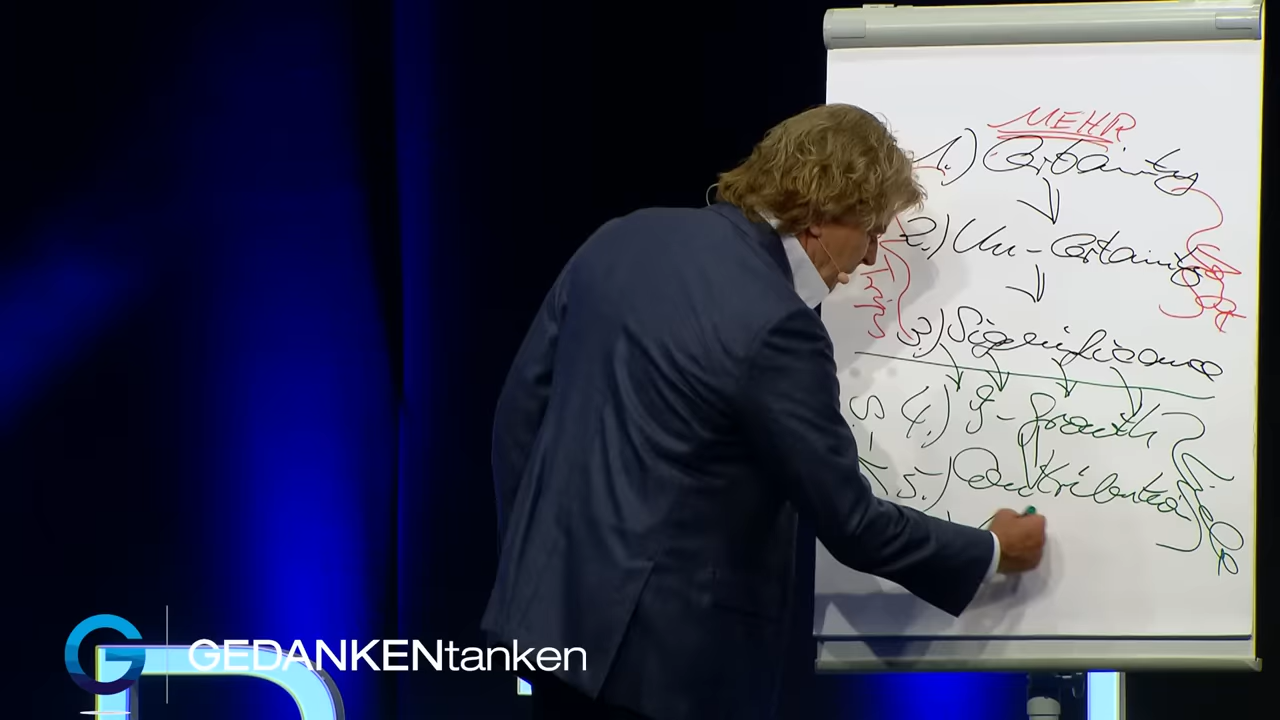 MEHR
1.) Certainty
2.) Un-Certainty
3.) Significance
4.) g-growth
5.) Contribution
GEDANKENtanken